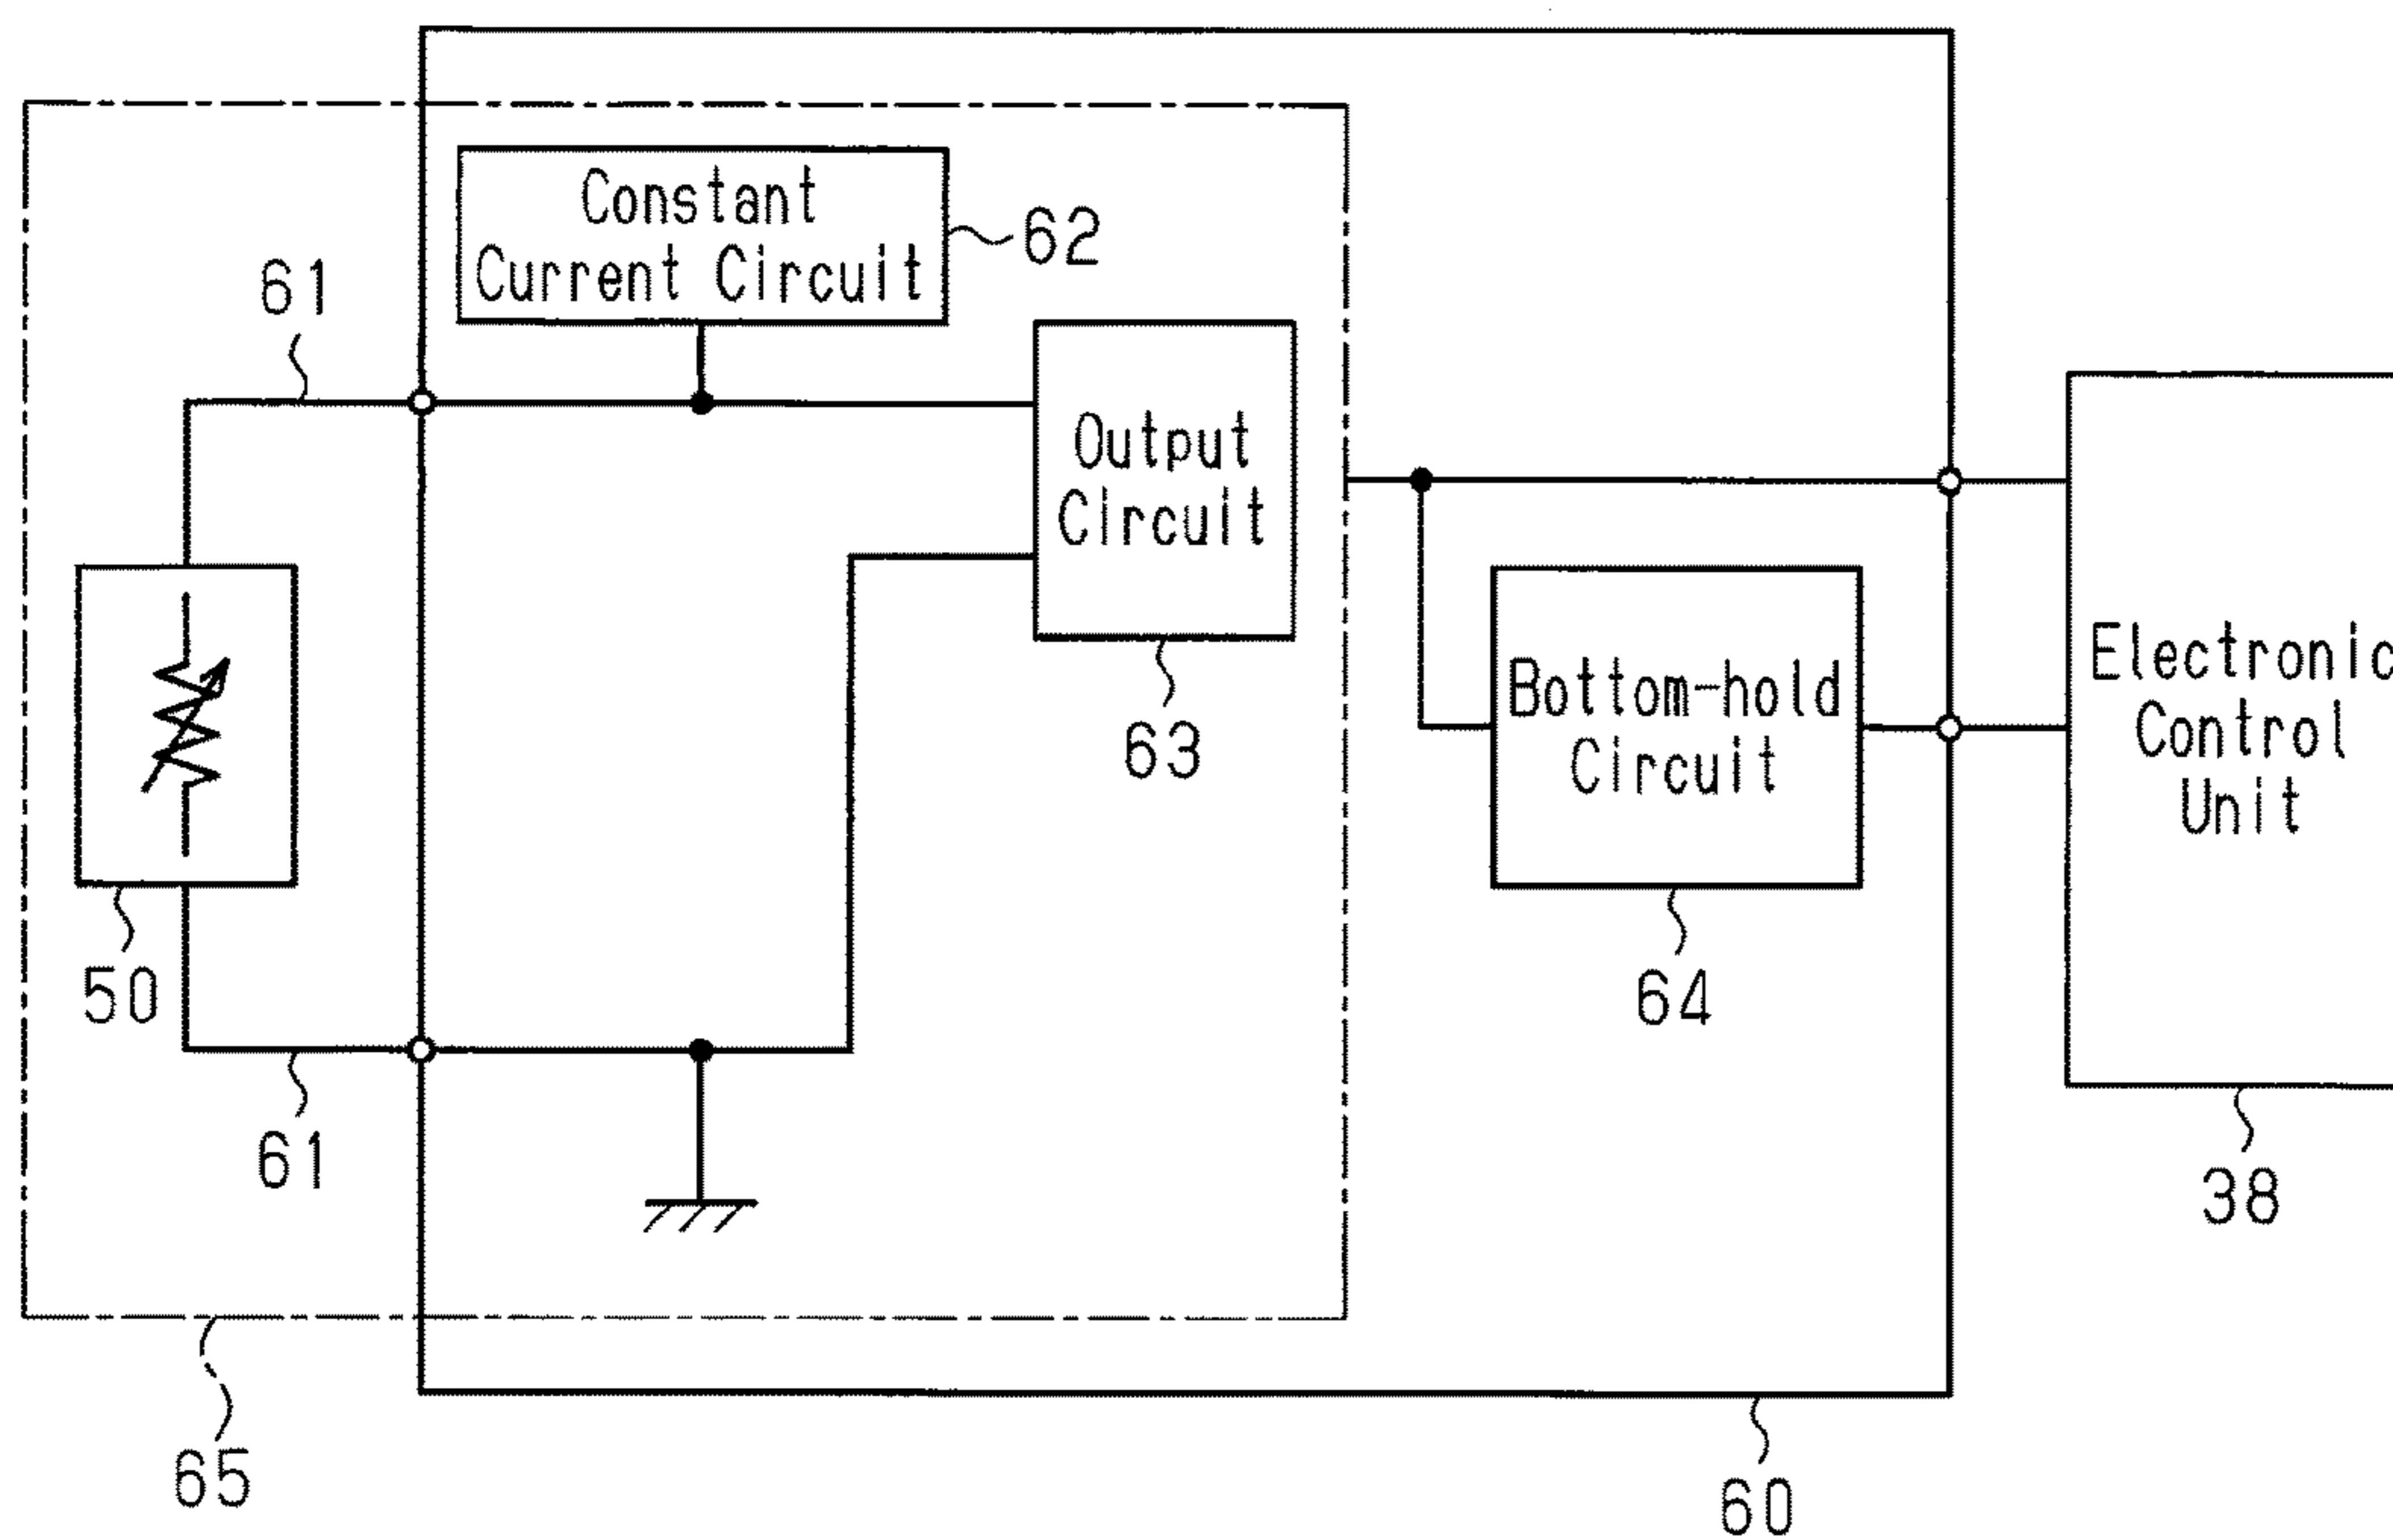 Constant
Current Circuit
62
61
Output
Circuit
63
Bottom-hold
Circuit
64
Electronic
Control
Unit
38
50
61
65
60